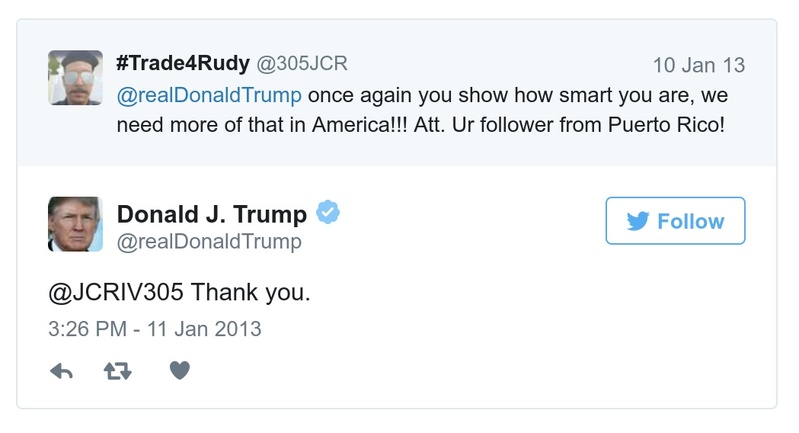 #Trade4Rudy @305JCR 10 Jan 13
@realDonaldTrump once again you show how smart you are, we
need more of that in America!!! Att. Ur follower from Puerto Rico!
Donald J. Trump
@realDonaldTrump
Follow
@JCRIV305 Thank you.
3:26 PM - 11 Jan 2013